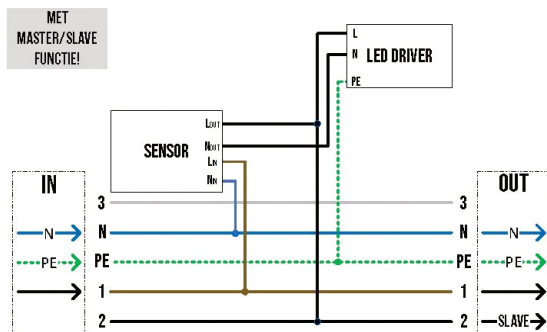 MET
MASTER/SLAVE
FUNCTIE!
L
N
LED DRIVER
PE
LOUT
NOUT
SENSOR
LIN
NIN
IN
OUT
3
3
N
N
N
N
PE
PE
PE
PE
1
1
2
2
SLAVE